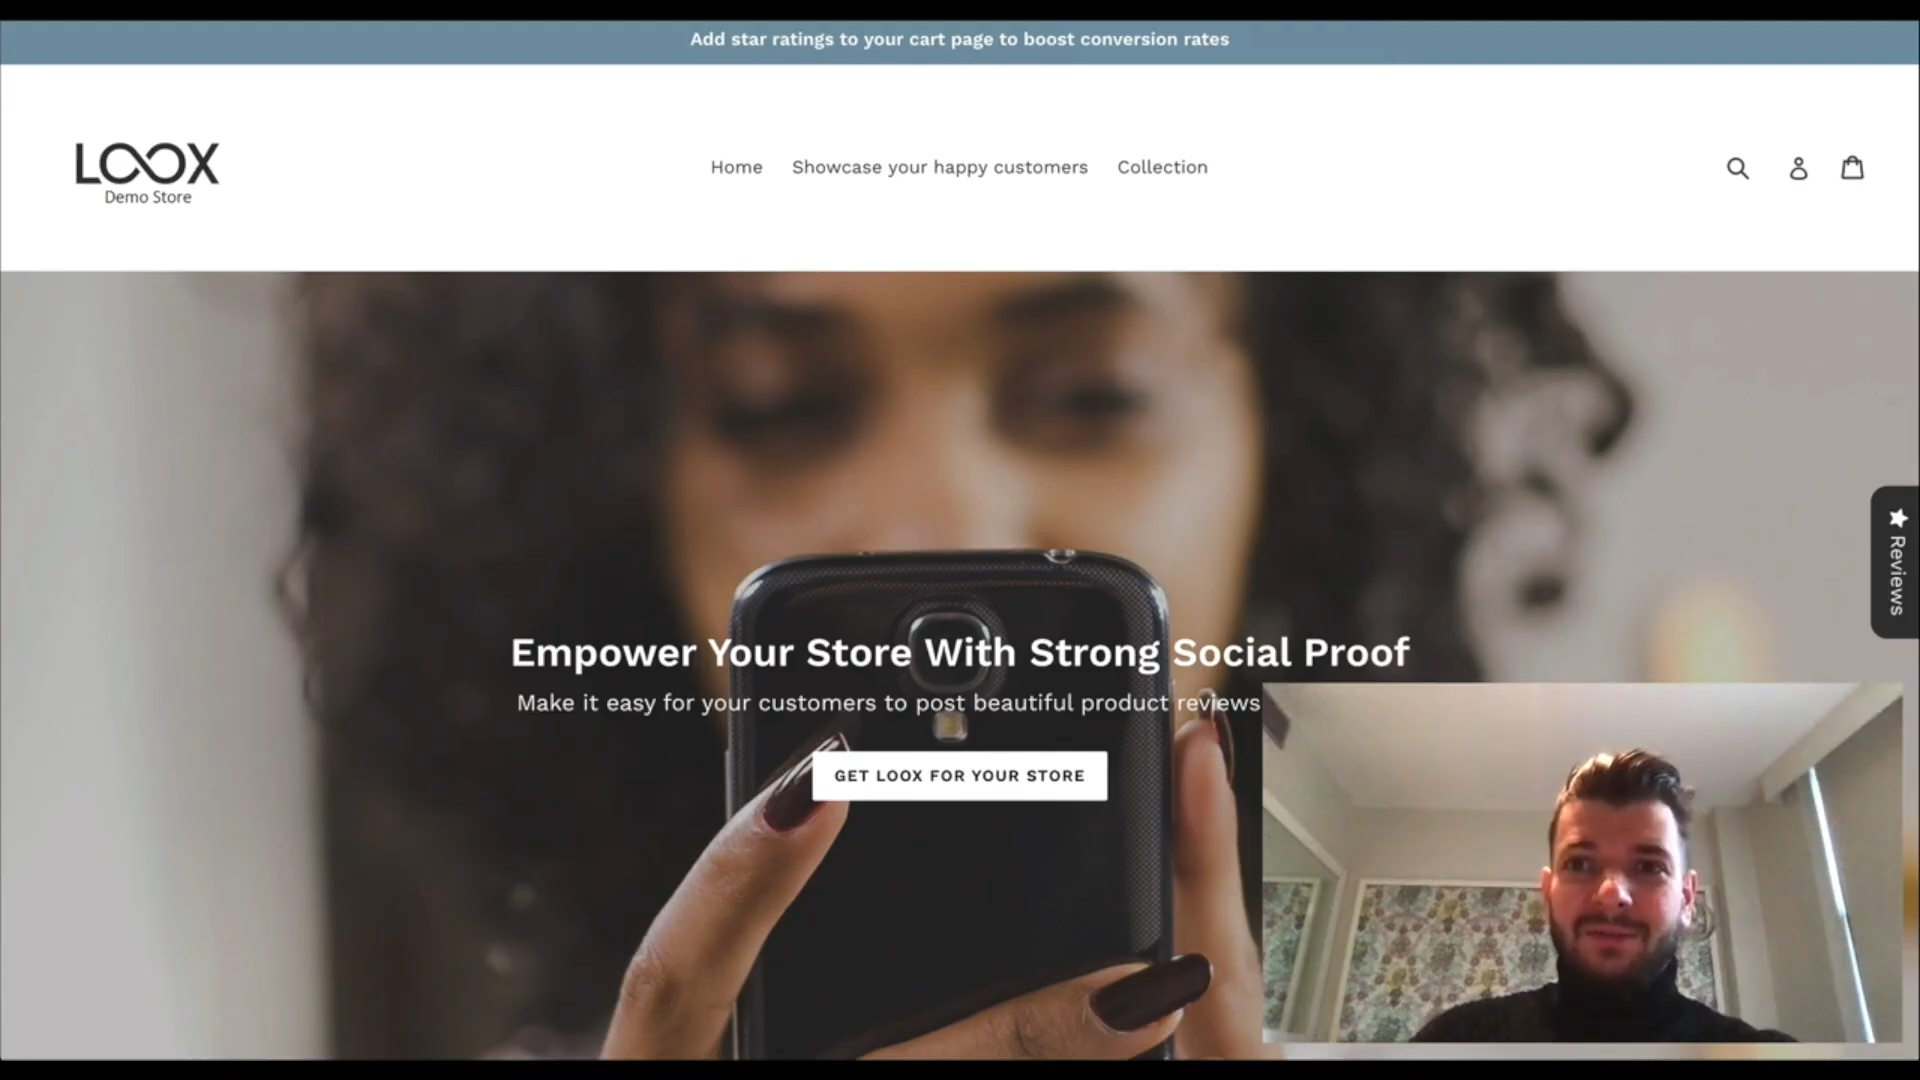 Add star ratings to your cart page to boost conversion rates
LOOX
Demo Store
Home Showcase your happy customers Collection
Reviews
Empower Your Store With Strong Social Proof
Make it easy for your customers to post beautiful product reviews
GET LOOX FOR YOUR STORE